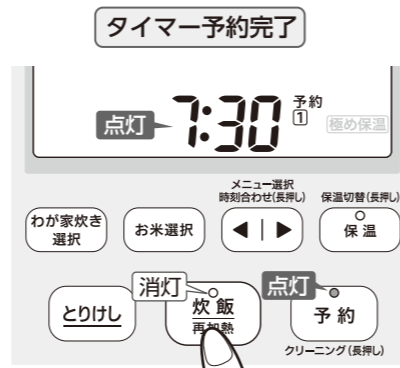 タイマー予約完了
点灯
7:30
予約
1
極め保温
メニュー選択
時刻合わせ(長押し)
保温切替(長押し)
わが家炊き
選択
お米選択
◀ | ▶
保温
消灯
点灯
とりけし
炊飯
再加熱
予約
クリーニング(長押し)